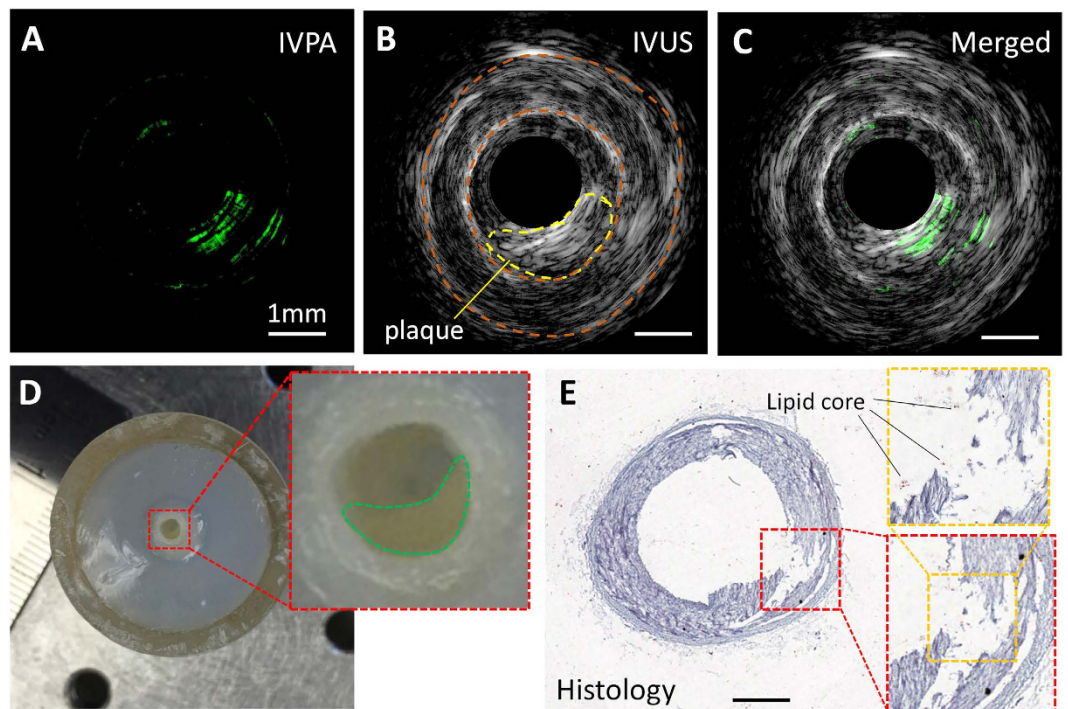 A
IVPA
1mm
B
IVUS
plaque
C
Merged
D
E
Lipid core
Histology